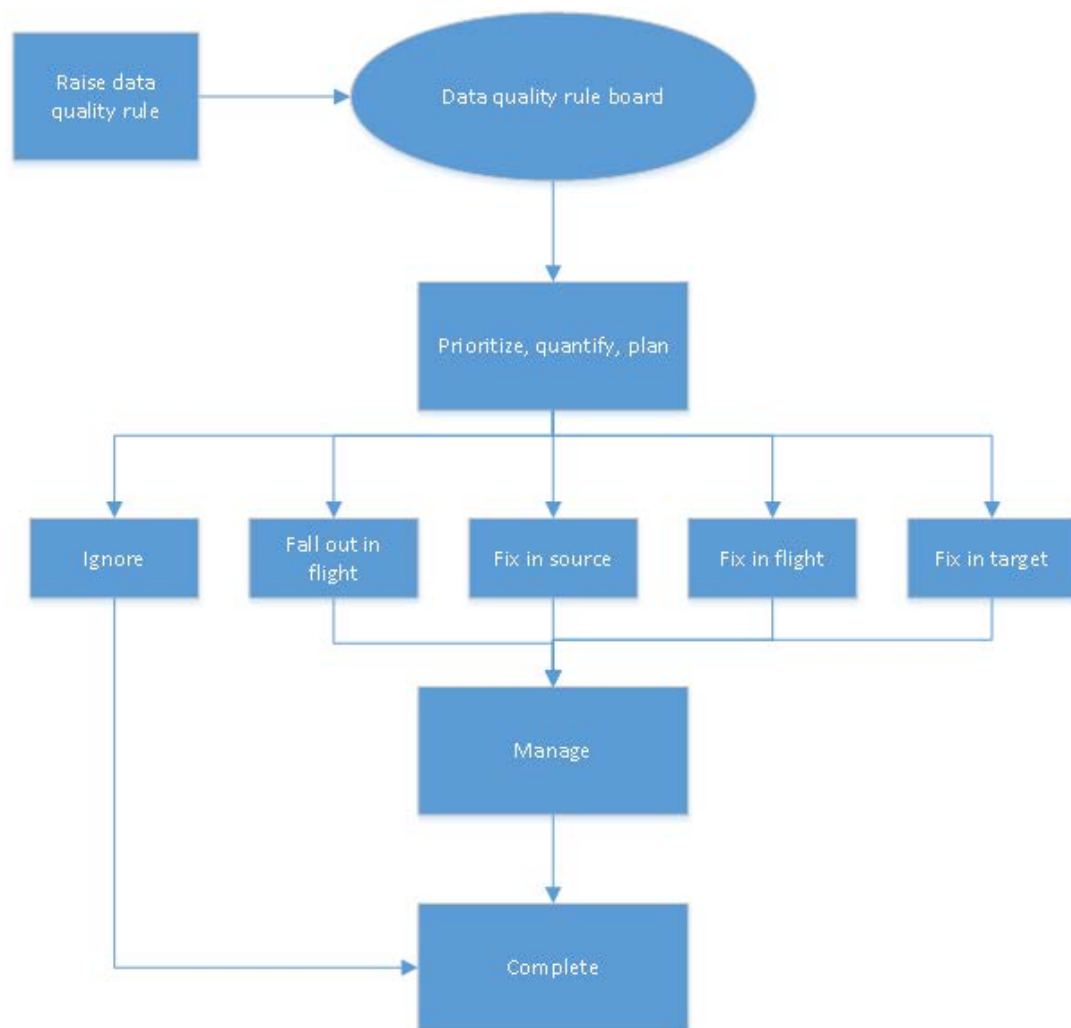 Raise data
quality rule
Data quality rule board
Prioritize, quantify, plan
Ignore
Fall out in
flight
Fix in source
Fix in flight
Fix in target
Manage
Complete